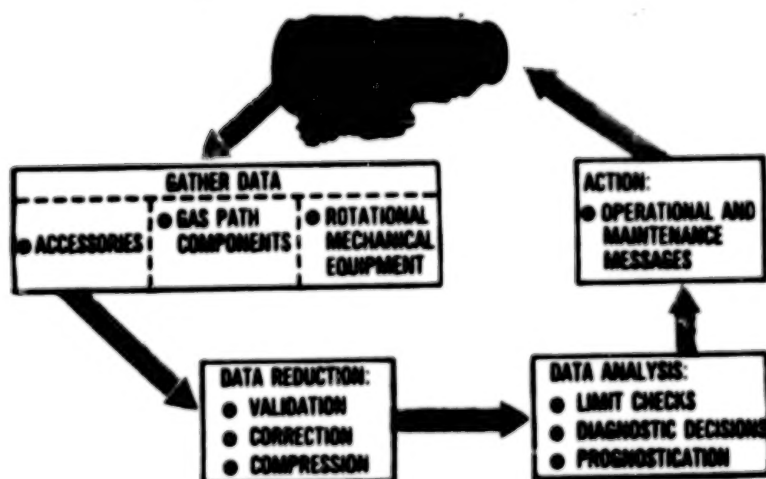 GATHER DATA
● ACCESSORIES
● GAS PATH
COMPONENTS
● ROTATIONAL
MECHANICAL
EQUIPMENT
DATA REDUCTION:
● VALIDATION
● CORRECTION
● COMPRESSION
DATA ANALYSIS:
● LIMIT CHECKS
● DIAGNOSTIC DECISIONS
● PROGNOSTICATION
ACTION:
● OPERATIONAL AND
MAINTENANCE
MESSAGES